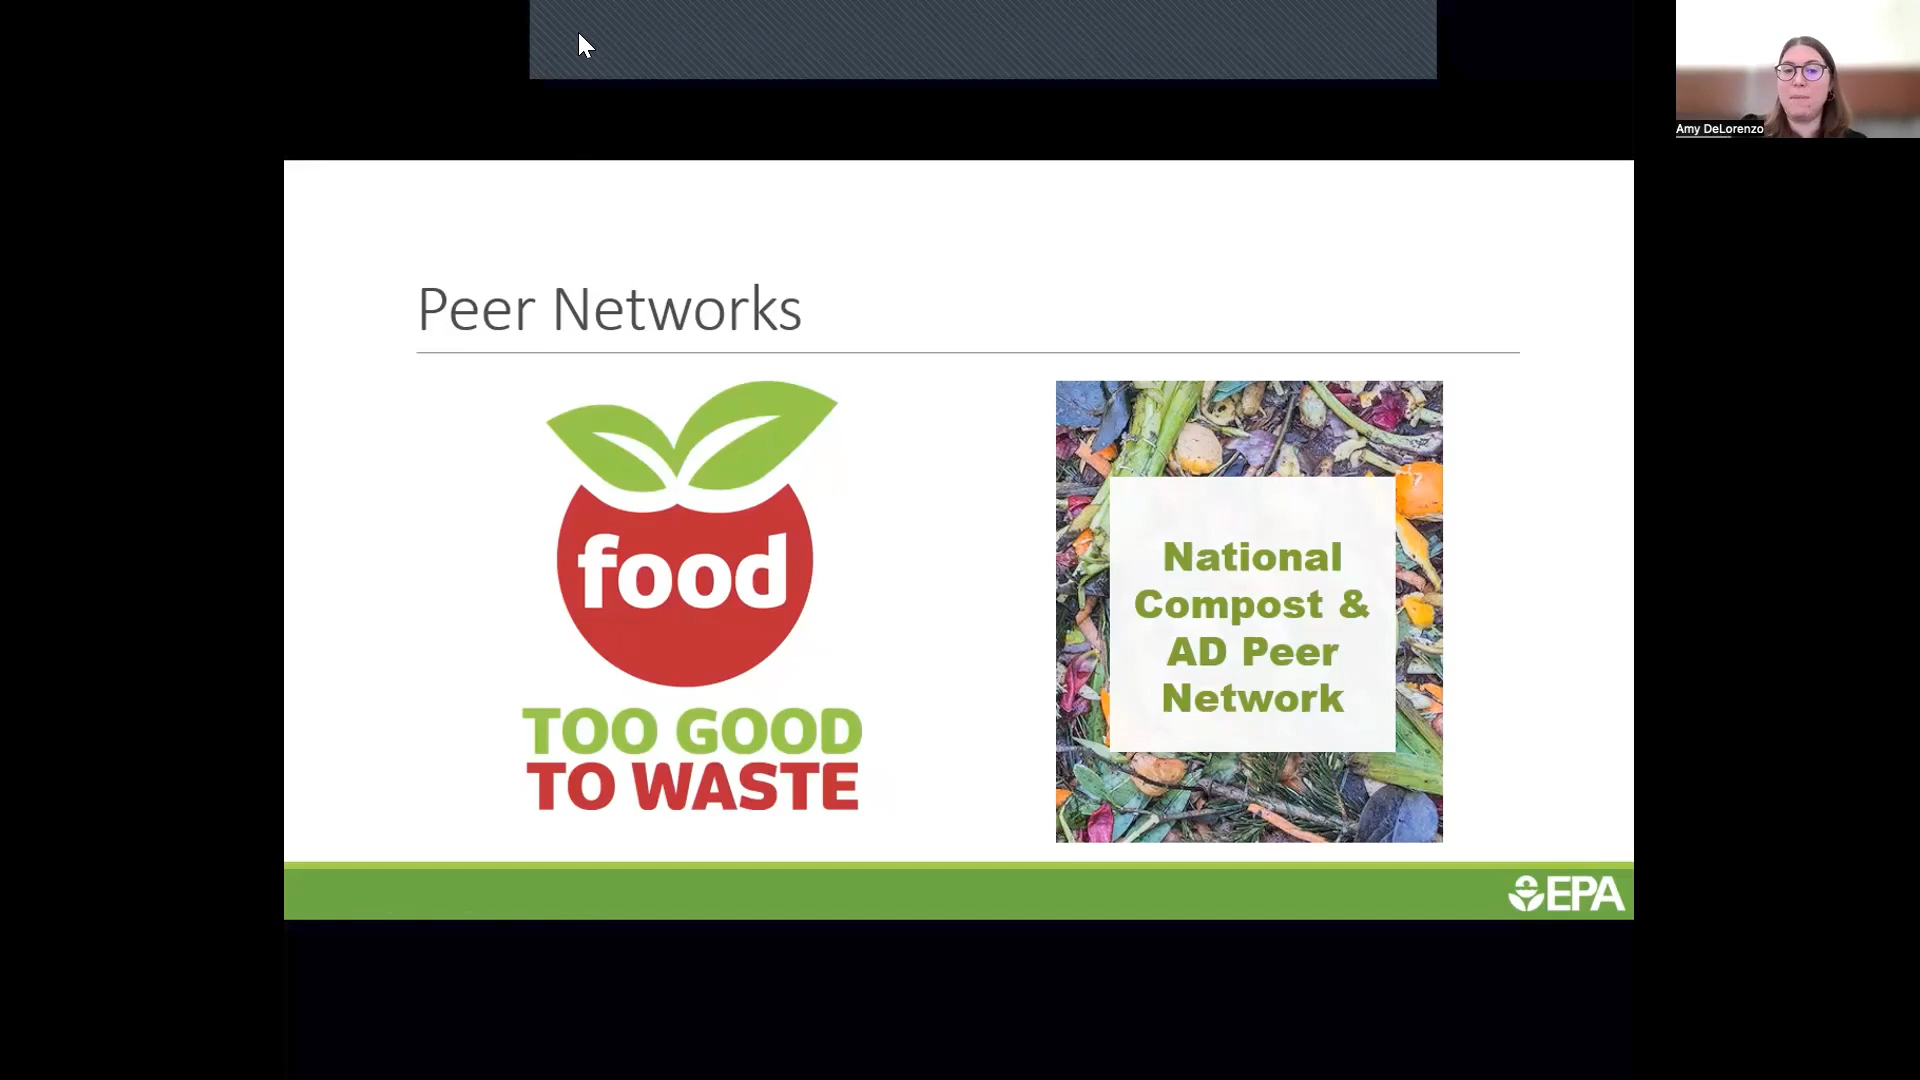 Amy DeLorenzo
Peer Networks
food
TOO GOOD
TO WASTE
National
Compost &
AD Peer
Network
EPA